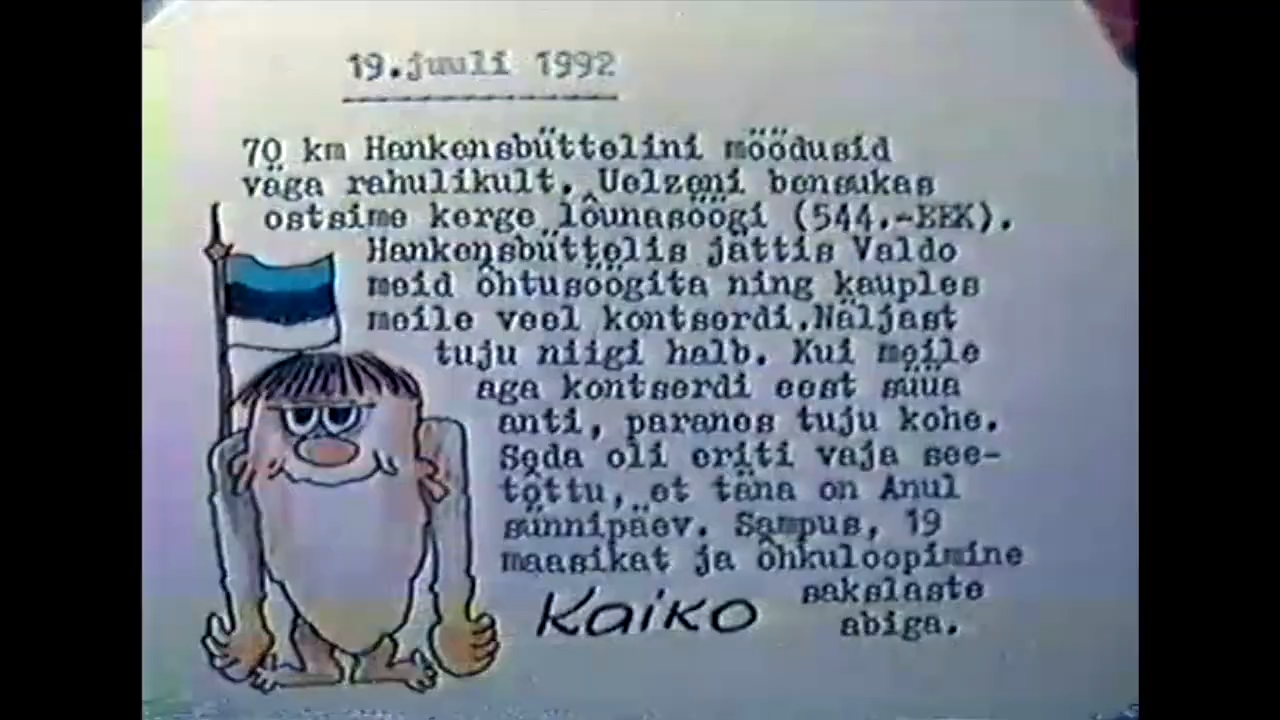 19.juuli 1992
70 km Hankensbüttelini möödusid
väga rahulikult. Uelzeni bensukas
ostsime kerge lõunasöögi (544.-EEK).
Hankensbüttelis jättis Valdo
meid õhtusöögita ning kauples
meile veel kontserdi.Näljast
tuju niigi halb. Kui meile
aga kontserdi eest süüa
anti, paranes tuju kohe.
Seda oli eriti vaja see-
tõttu, et täna on Anul
sünnipäev. Sampus, 19
maasikat ja õhkuloopimine
sakslaste
abiga.
Kaiko